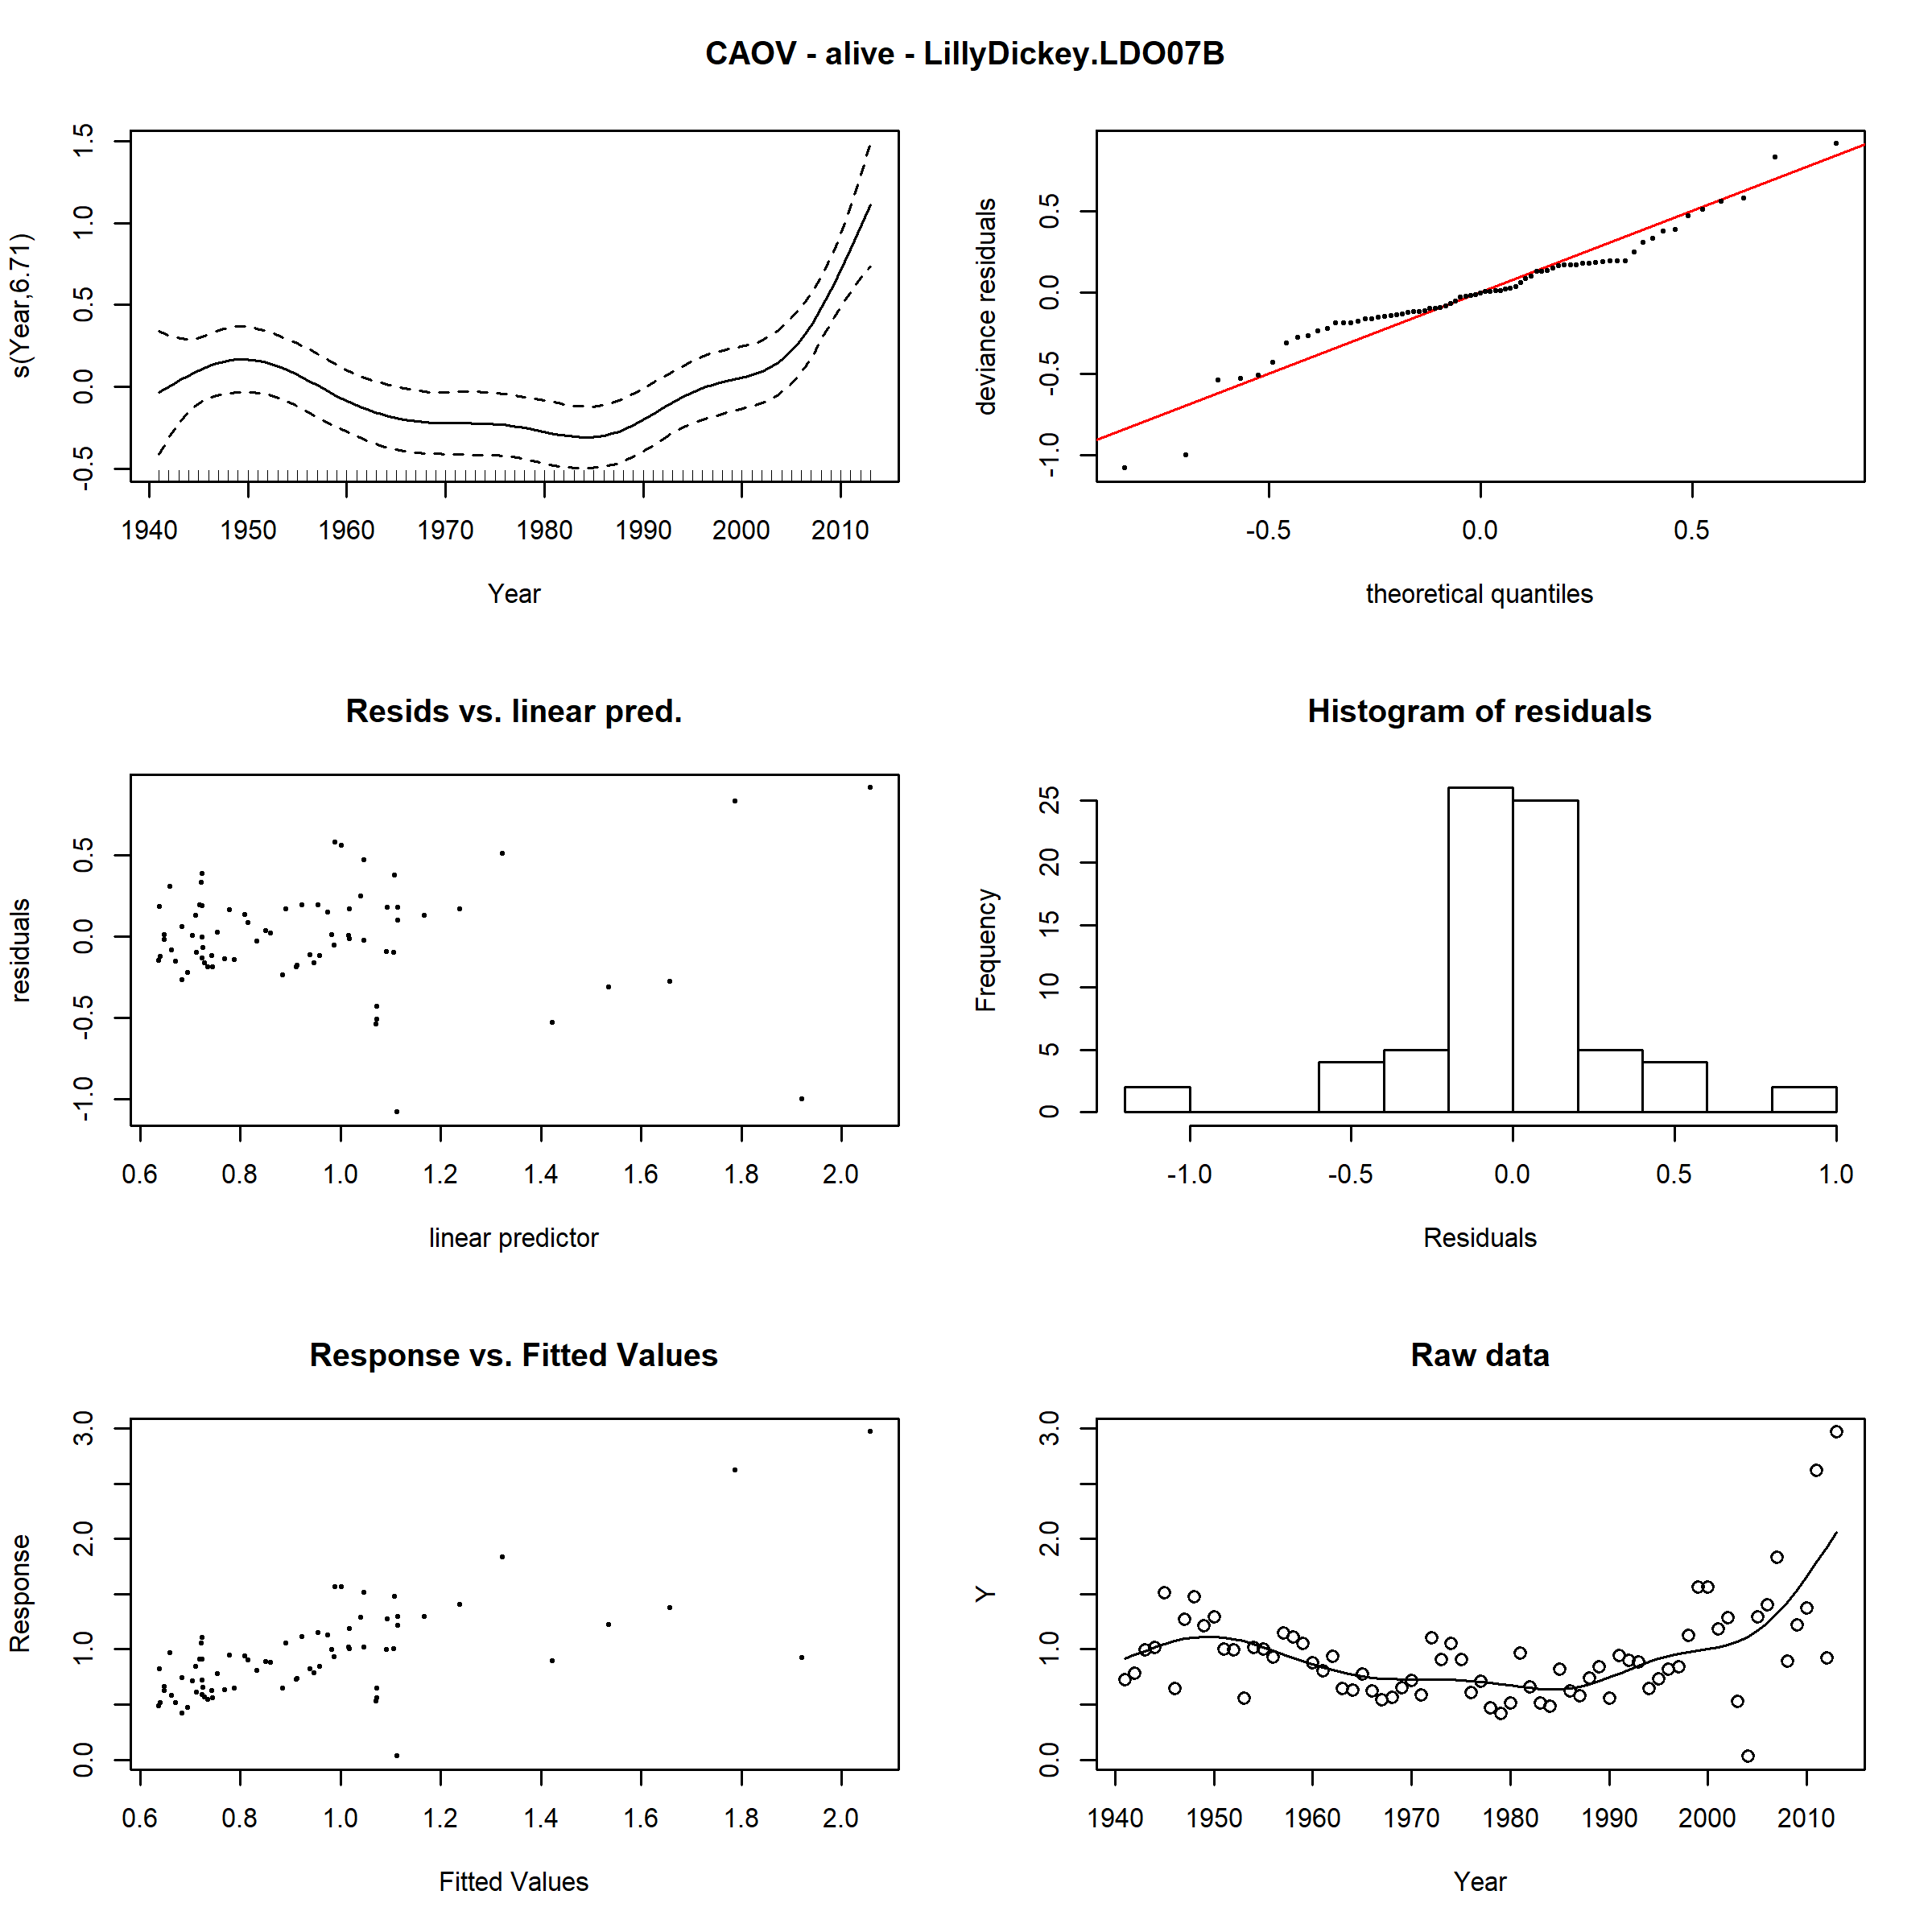 CAOV - alive - LillyDickey.LDO07B
s(Year,6.71)
-0.5 0.0 0.5 1.0 1.5
1940 1950 1960 1970 1980 1990 2000 2010
Year
deviance residuals
-1.0 -0.5 0.0 0.5
-0.5 0.0 0.5
theoretical quantiles
Resids vs. linear pred.
residuals
-1.0 -0.5 0.0 0.5
0.6 0.8 1.0 1.2 1.4 1.6 1.8 2.0
linear predictor
Histogram of residuals
Frequency
0 5 10 15 20 25
-1.0 -0.5 0.0 0.5 1.0
Residuals
Response vs. Fitted Values
Response
0.0 1.0 2.0 3.0
0.6 0.8 1.0 1.2 1.4 1.6 1.8 2.0
Fitted Values
Raw data
Y
0.0 1.0 2.0 3.0
1940 1950 1960 1970 1980 1990 2000 2010
Year